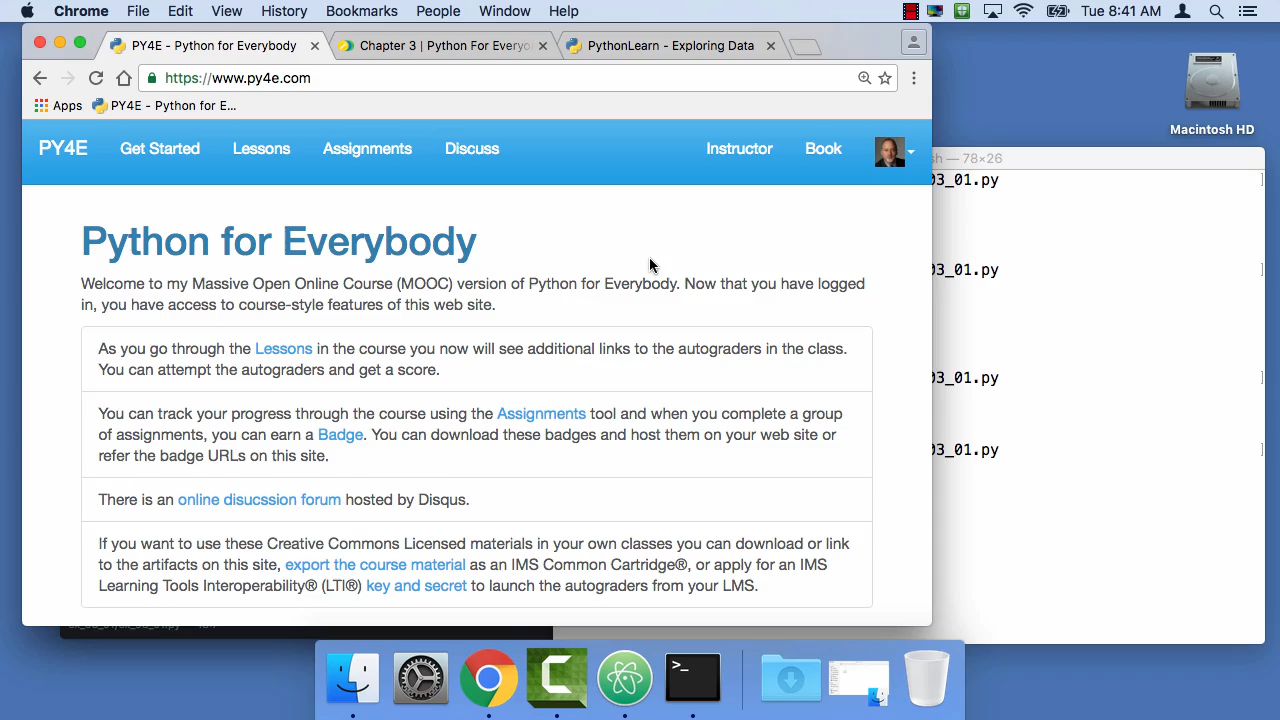 Chrome File Edit View History Bookmarks People Window Help Tue 8:41 AM
PY4E - Python for Everybody Chapter 3 | Python For Everyo PythonLearn - Exploring Data
https://www.py4e.com
Apps PY4E - Python for E...
Macintosh HD
PY4E Get Started Lessons Assignments Discuss Instructor Book
sh — 78×26
03_01.py
Python for Everybody
03_01.py
Welcome to my Massive Open Online Course (MOOC) version of Python for Everybody. Now that you have logged
in, you have access to course-style features of this web site.
As you go through the Lessons in the course you now will see additional links to the autograders in the class.
You can attempt the autograders and get a score.
03_01.py
You can track your progress through the course using the Assignments tool and when you complete a group
of assignments, you can earn a Badge. You can download these badges and host them on your web site or
refer the badge URLs on this site.
03_01.py
There is an online disucssion forum hosted by Disqus.
If you want to use these Creative Commons Licensed materials in your own classes you can download or link
to the artifacts on this site, export the course material as an IMS Common Cartridge®, or apply for an IMS
Learning Tools Interoperability® (LTI®) key and secret to launch the autograders from your LMS.